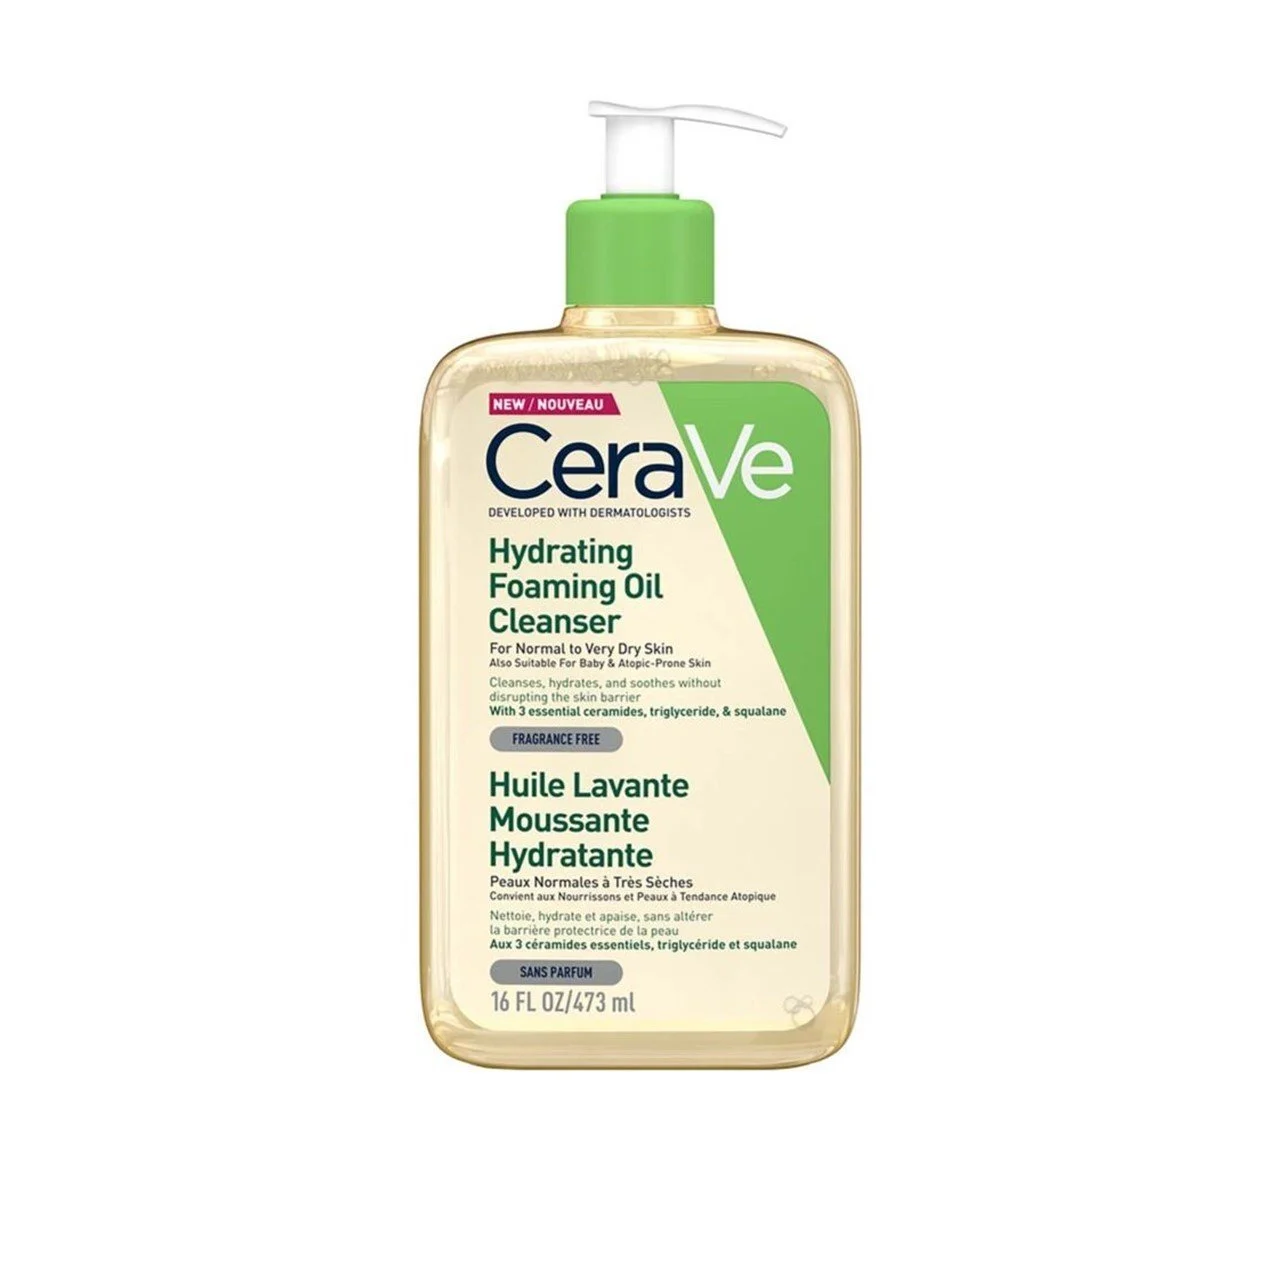 NEW / NOUVEAU
CeraVe
DEVELOPED WITH DERMATOLOGISTS
Hydrating
Foaming Oil
Cleanser
For Normal to Very Dry Skin
Also Suitable For Baby & Atopic-Prone Skin
Cleanses, hydrates, and soothes without
disrupting the skin barrier
With 3 essential ceramides, triglyceride, & squalane
FRAGRANCE FREE
Huile Lavante
Moussante
Hydratante
Peaux Normales à Très Sèches
Convient aux Nourrissons et Peaux à Tendance Atopique
Nettoie, hydrate et apaise, sans altérer
la barrière protectrice de la peau
Aux 3 céramides essentiels, triglycéride et squalane
SANS PARFUM
16 FL OZ/473 ml